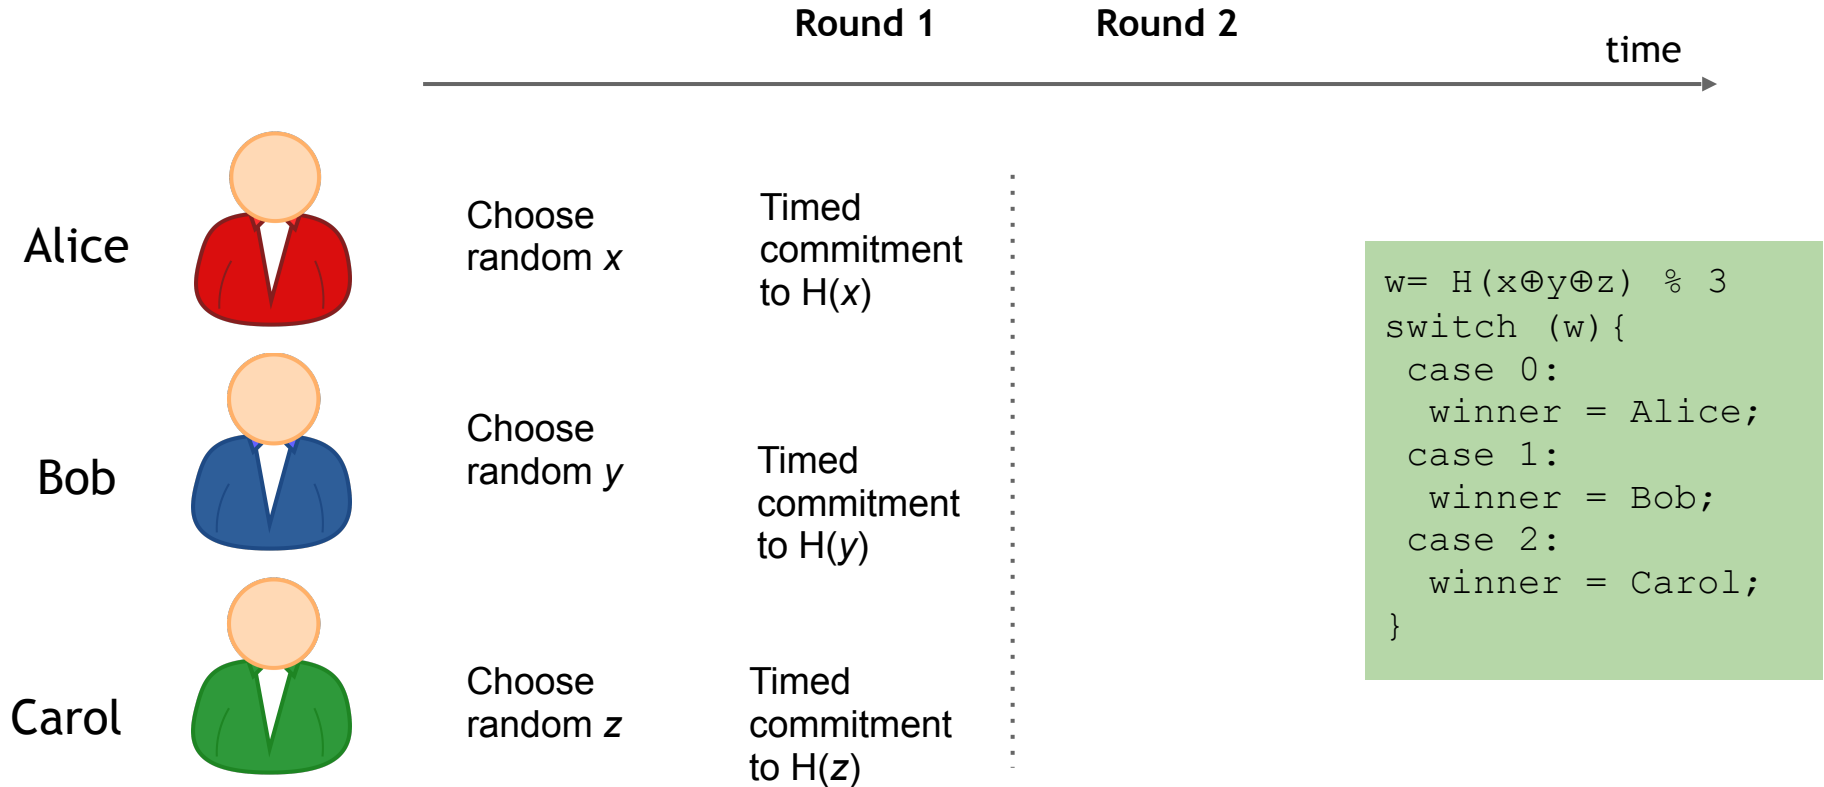 Round 1
Round 2
time
Alice
Choose
random x
Timed
commitment
to H(x)
Bob
Choose
random y
Timed
commitment
to H(y)
Carol
Choose
random z
Timed
commitment
to H(z)
w= H(x⊕y⊕z) % 3
switch (w){
case 0:
winner = Alice;
case 1:
winner = Bob;
case 2:
winner = Carol;
}